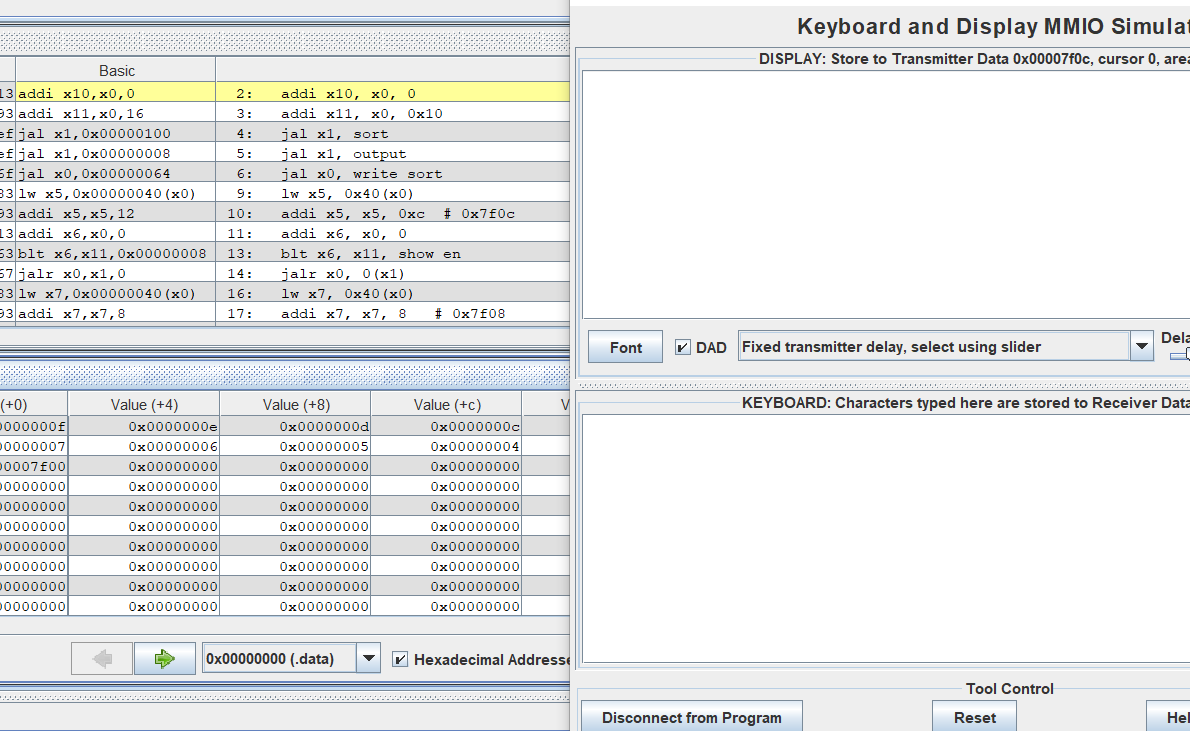 Keyboard and Display MMIO Simulat
DISPLAY: Store to Transmitter Data 0x00007f0c, cursor 0, area
Basic
13 addi x10,x0,0 2: addi x10, x0, 0
93 addi x11,x0,16 3: addi x11, x0, 0x10
ef jal x1,0x00000100 4: jal x1, sort
ef jal x1,0x00000008 5: jal x1, output
6f jal x0,0x00000064 6: jal x0, write sort
83 lw x5,0x00000040(x0) 9: lw x5, 0x40(x0)
93 addi x5,x5,12 10: addi x5, x5, 0xc # 0x7f0c
13 addi x6,x0,0 11: addi x6, x0, 0
63 blt x6,x11,0x00000008 13: blt x6, x11, show en
67 jalr x0,x1,0 14: jalr x0, 0(x1)
83 lw x7,0x00000040(x0) 16: lw x7, 0x40(x0)
93 addi x7,x7,8 17: addi x7, x7, 8 # 0x7f08
Font DAD Fixed transmitter delay, select using slider Dela
KEYBOARD: Characters typed here are stored to Receiver Data
(+0) Value (+4) Value (+8) Value (+c) V
0000000f 0x0000000e 0x0000000d 0x0000000c
00000007 0x00000006 0x00000005 0x00000004
00007f00 0x00000000 0x00000000 0x00000000
00000000 0x00000000 0x00000000 0x00000000
00000000 0x00000000 0x00000000 0x00000000
00000000 0x00000000 0x00000000 0x00000000
00000000 0x00000000 0x00000000 0x00000000
00000000 0x00000000 0x00000000 0x00000000
00000000 0x00000000 0x00000000 0x00000000
00000000 0x00000000 0x00000000 0x00000000
0x00000000 (.data) Hexadecimal Addresse
Tool Control
Disconnect from Program Reset Hel